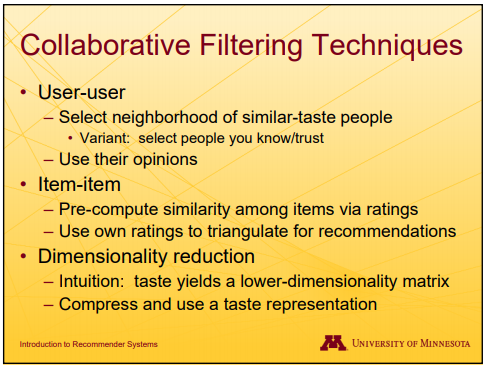 Collaborative Filtering Techniques
• User-user
– Select neighborhood of similar-taste people
• Variant: select people you know/trust
– Use their opinions
• Item-item
– Pre-compute similarity among items via ratings
– Use own ratings to triangulate for recommendations
• Dimensionality reduction
– Intuition: taste yields a lower-dimensionality matrix
– Compress and use a taste representation
Introduction to Recommender Systems
M UNIVERSITY OF MINNESOTA